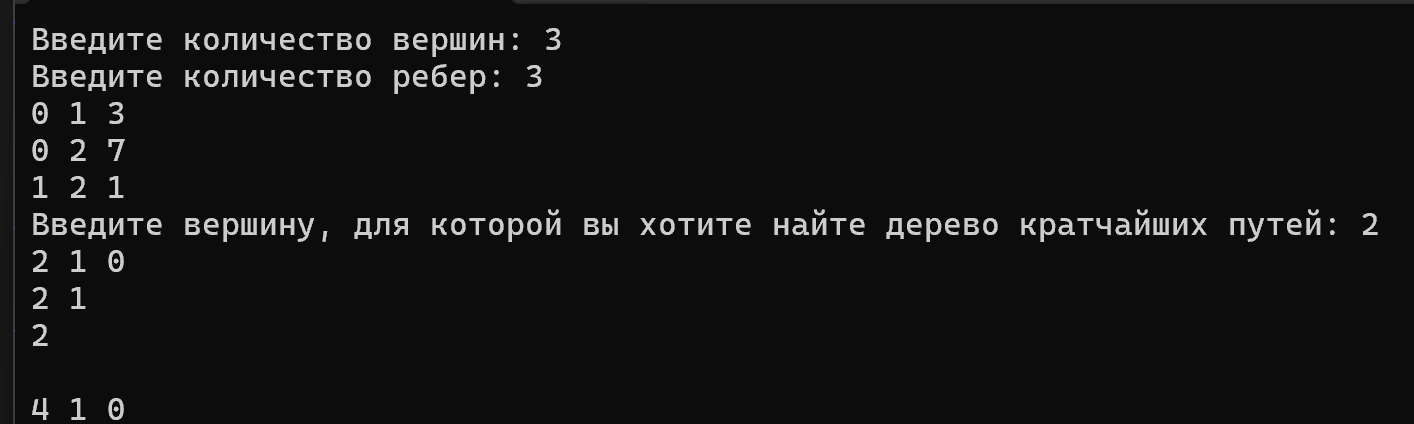 Введите количество вершин: 3
Введите количество ребер: 3
0 1 3
0 2 7
1 2 1
Введите вершину, для которой вы хотите найте дерево кратчайших путей: 2
2 1 0
2 1
2
4 1 0